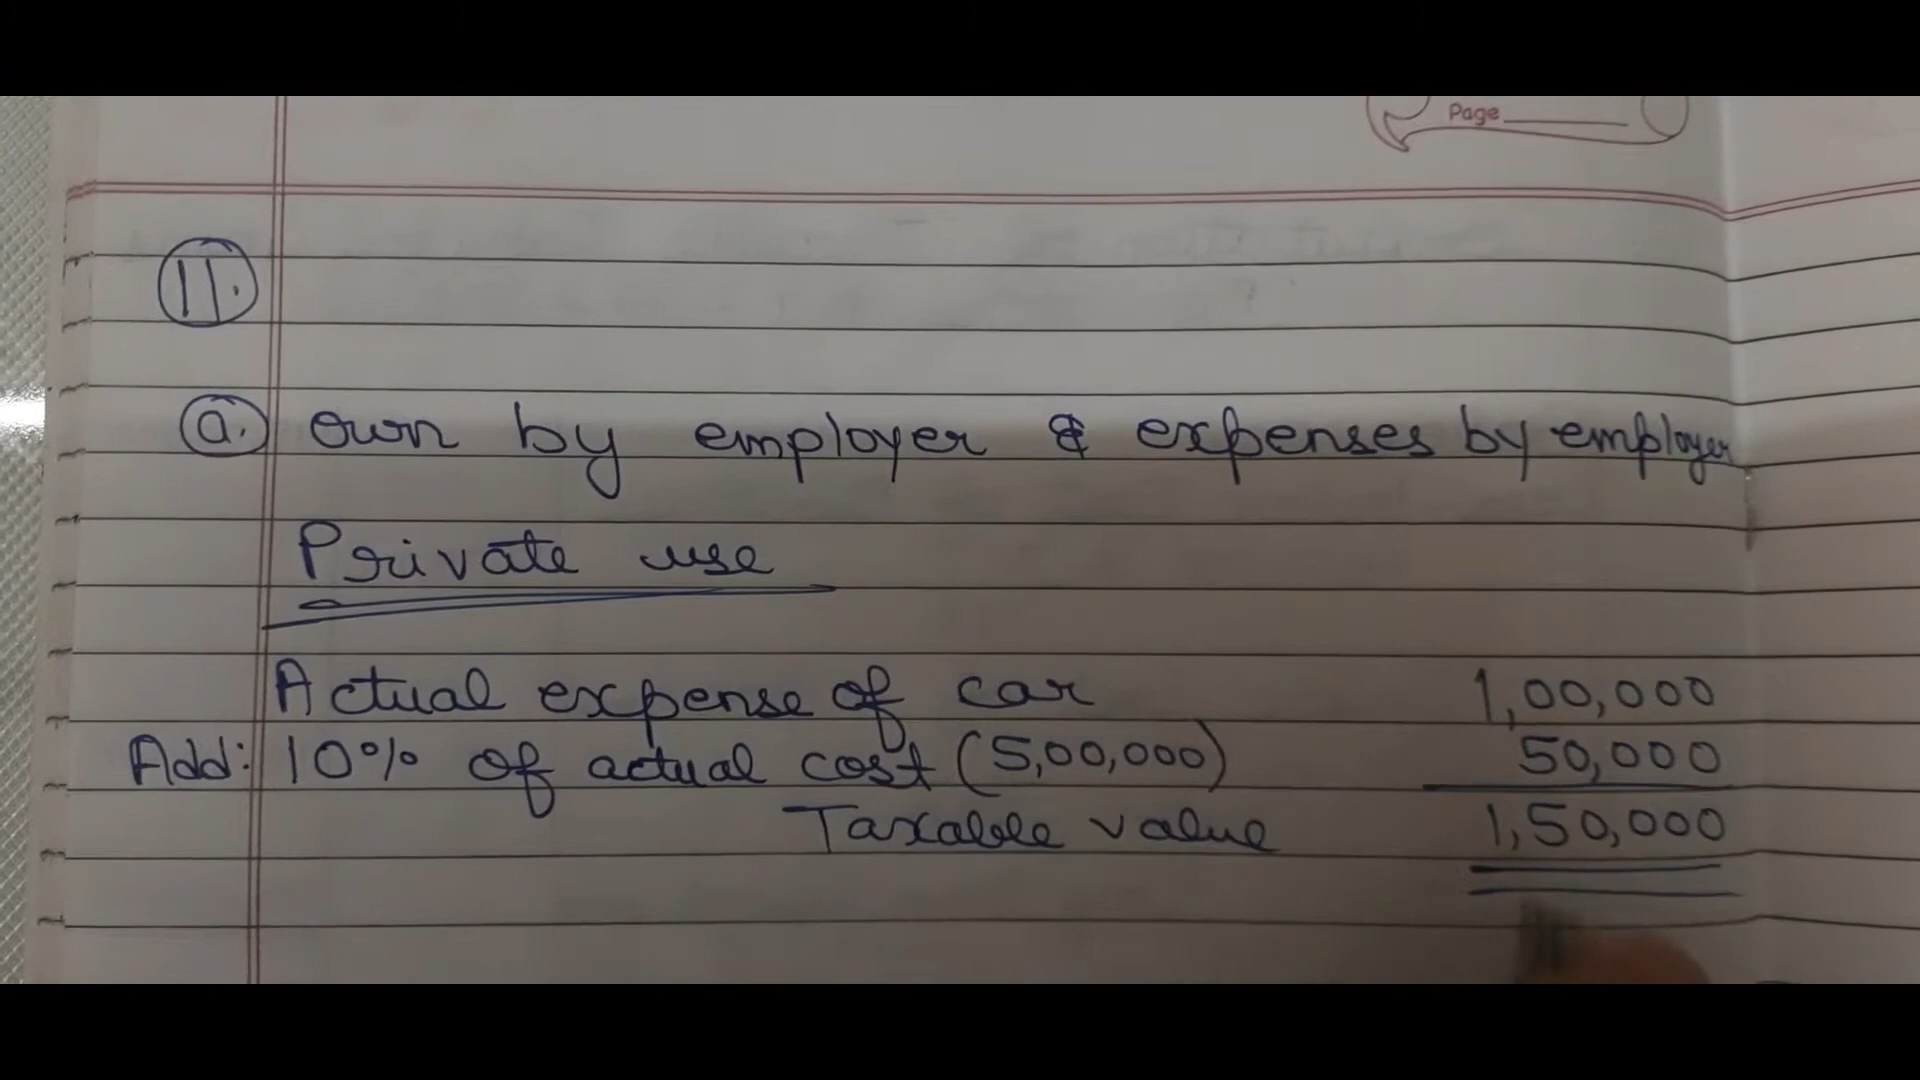 Page
11.
a. own by employer & expenses by employer
Private use
Actual expense of car 1,00,000
Add: 10% of actual cost (5,00,000) 50,000
Taxable value 1,50,000